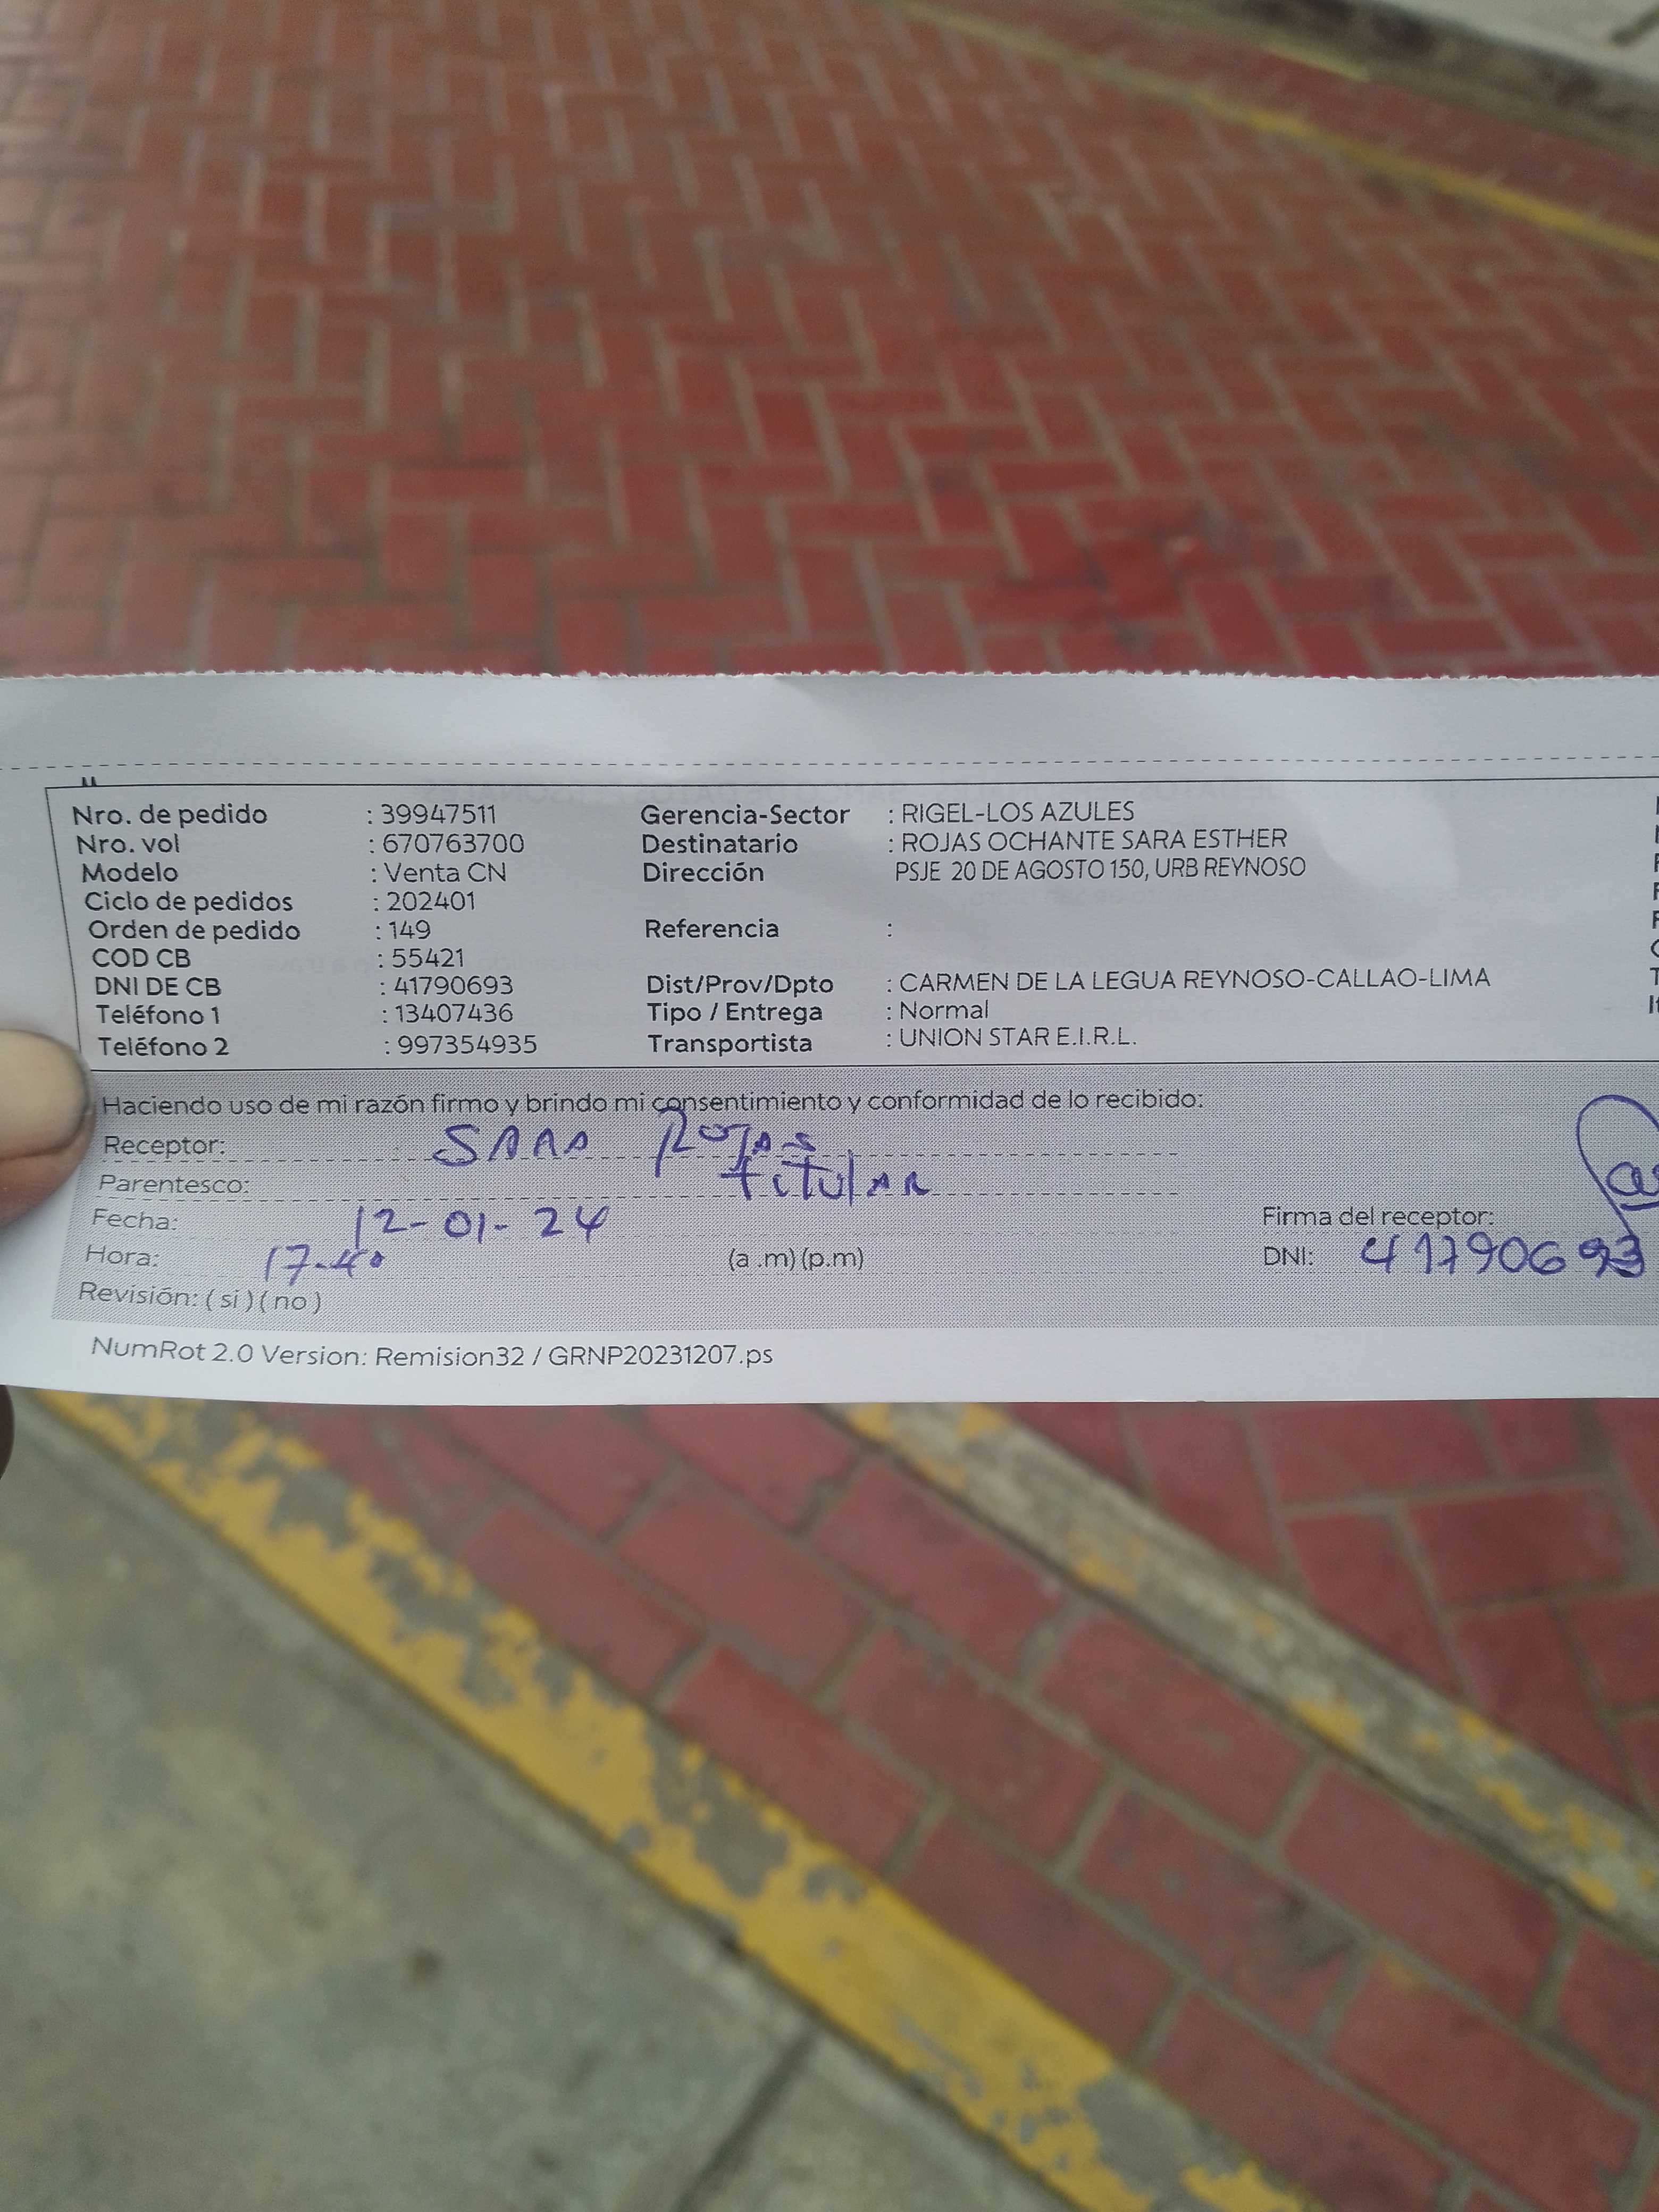 Nro. de pedido : 39947511 Gerencia-Sector : RIGEL-LOS AZULES
Nro. vol : 670763700 Destinatario : ROJAS OCHANTE SARA ESTHER
Modelo : Venta CN Dirección PSJE 20 DE AGOSTO 150, URB REYNOSO
Ciclo de pedidos : 202401
Orden de pedido : 149 Referencia :
COD CB : 55421
DNI DE CB : 41790693 Dist/Prov/Dpto : CARMEN DE LA LEGUA REYNOSO-CALLAO-LIMA
Teléfono 1 : 13407436 Tipo / Entrega : Normal
Teléfono 2 : 997354935 Transportista : UNION STAR E.I.R.L.
Haciendo uso de mi razón firmo y brindo mi consentimiento y conformidad de lo recibido:
Receptor: SARA Rojas
Parentesco: titular
Fecha: 12-01-24 Firma del receptor:
Hora: 17-40 (a .m) (p.m) DNI: 41790693
Revisión: ( si ) ( no )
NumRot 2.0 Version: Remision32 / GRNP20231207.ps